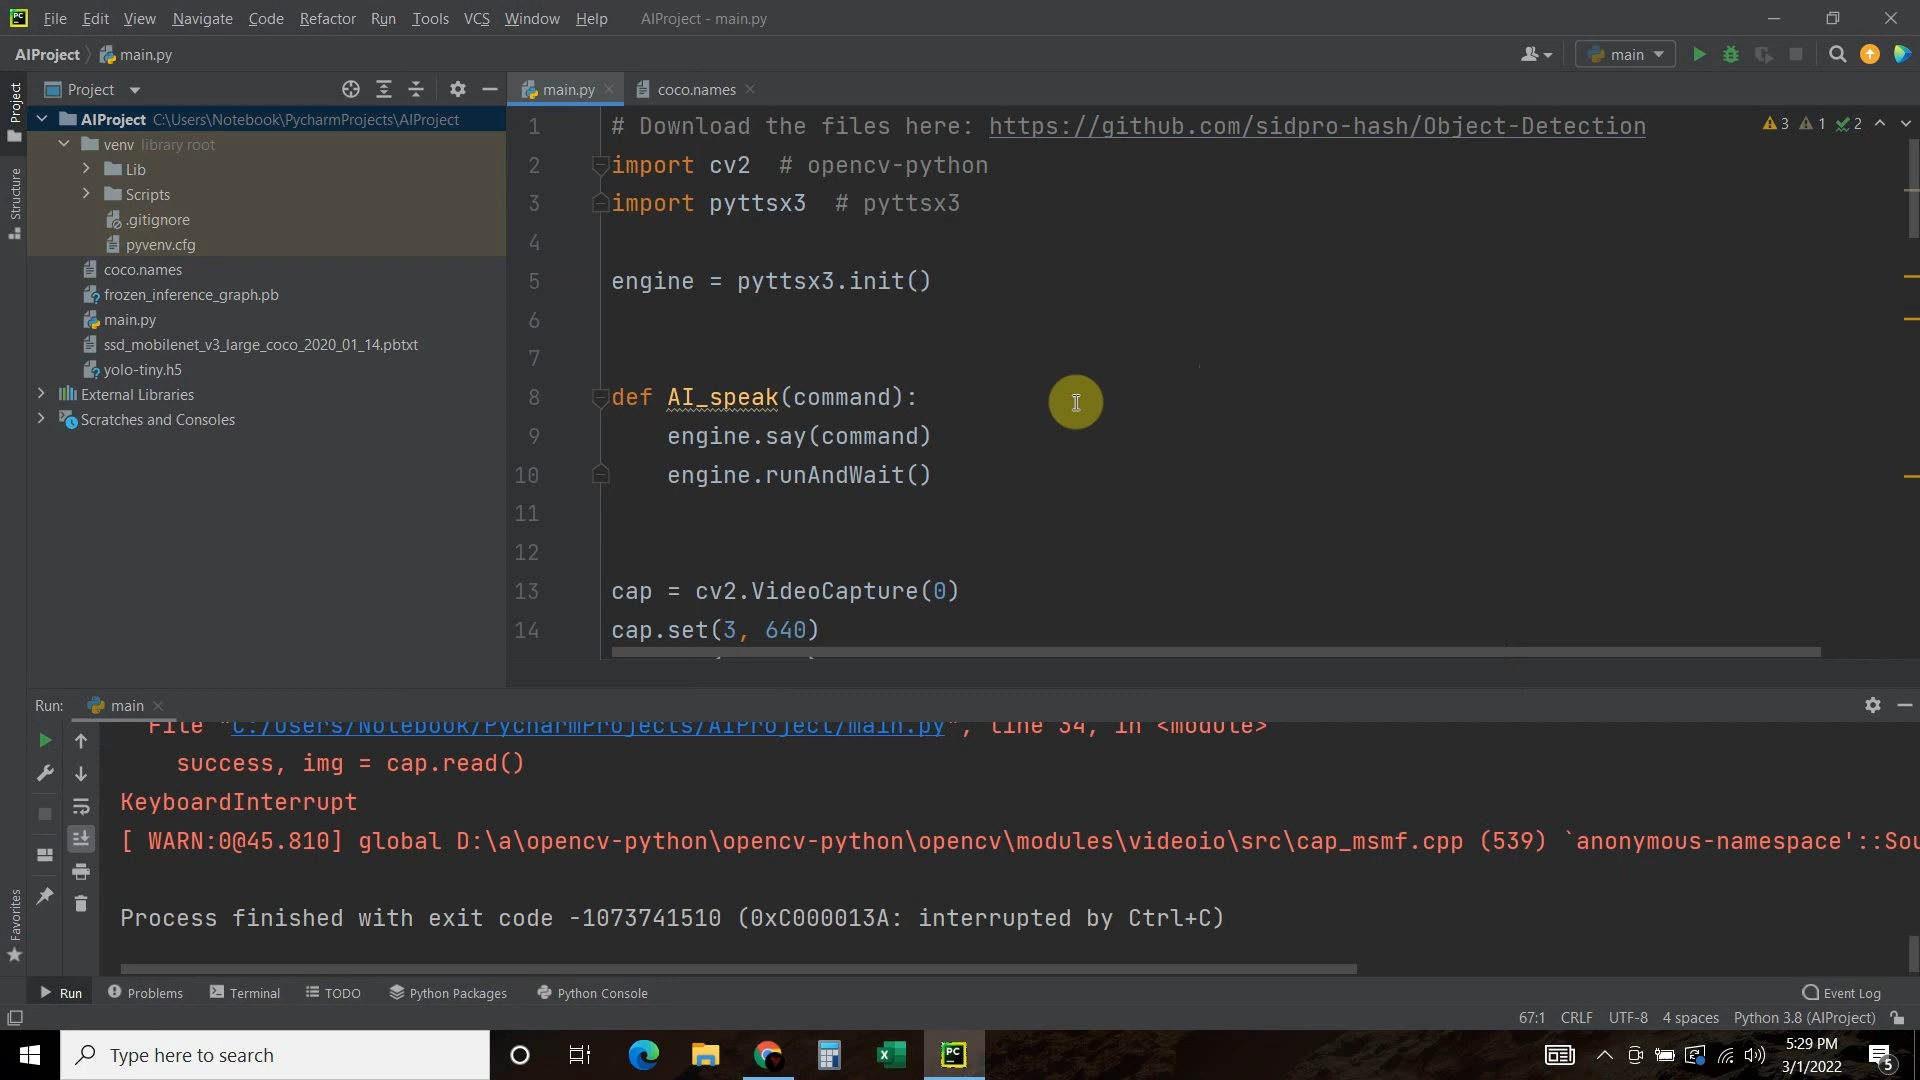 File Edit View Navigate Code Refactor Run Tools VCS Window Help AIProject - main.py
AIProject main.py main
Project main.py coco.names
Project
Structure
Favorites
AIProject C:\Users\Notebook\PycharmProjects\AIProject
venv library root
Lib
Scripts
.gitignore
pyvenv.cfg
coco.names
frozen_inference_graph.pb
main.py
ssd_mobilenet_v3_large_coco_2020_01_14.pbtxt
yolo-tiny.h5
External Libraries
Scratches and Consoles
1 # Download the files here: https://github.com/sidpro-hash/Object-Detection
3 1 2
2 import cv2 # opencv-python
3 import pyttsx3 # pyttsx3
4
5 engine = pyttsx3.init()
6
7
8 def AI_speak(command):
9 engine.say(command)
10 engine.runAndWait()
11
12
13 cap = cv2.VideoCapture(0)
14 cap.set(3, 640)
Run: main
File "C:/Users/Notebook/PycharmProjects/AIProject/main.py", line 34, in <module>
success, img = cap.read()
KeyboardInterrupt
[ WARN:0@45.810] global D:\a\opencv-python\opencv-python\opencv\modules\videoio\src\cap_msmf.cpp (539) `anonymous-namespace'::Sou
Process finished with exit code -1073741510 (0xC000013A: interrupted by Ctrl+C)
Run Problems Terminal TODO Python Packages Python Console Event Log
67:1 CRLF UTF-8 4 spaces Python 3.8 (AIProject)
Type here to search
5:29 PM
3/1/2022
5